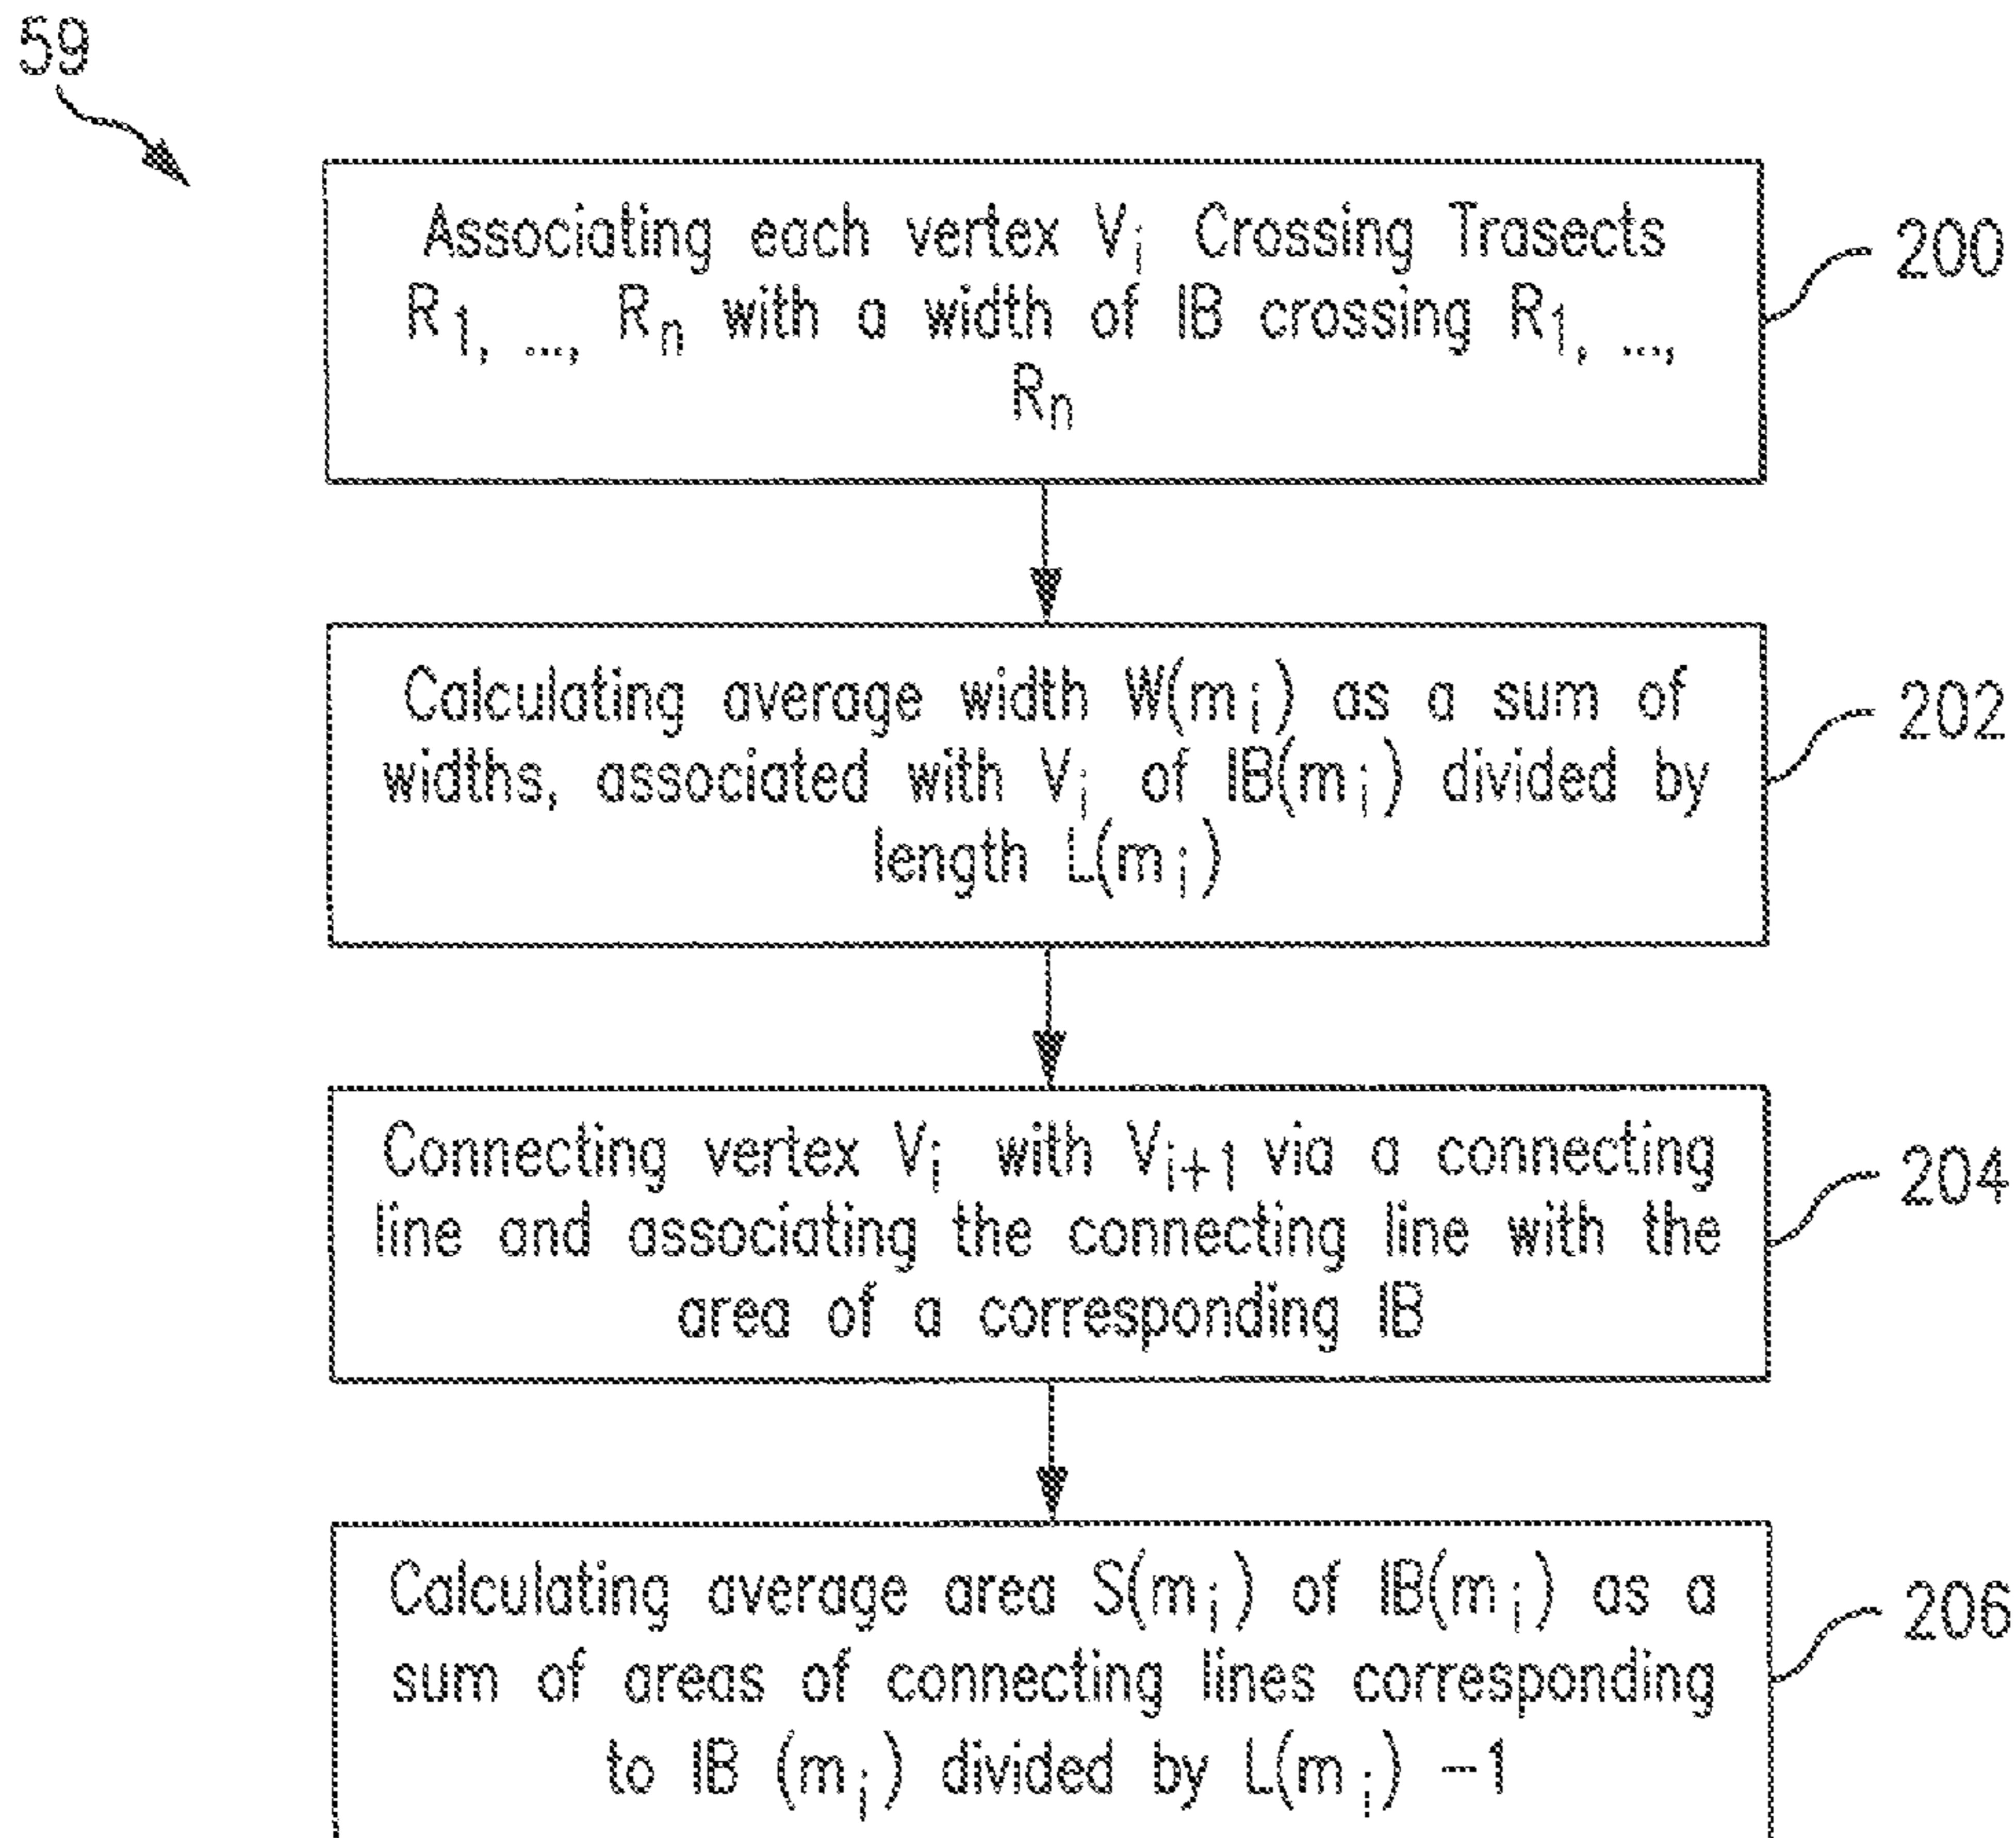 59
Associating each vertex Vi Crossing Trasects
R1, ..., Rn with a width of IB crossing R1, ...,
Rn
200
Calculating average width W(mi) as a sum of
widths, associated with Vi of IB(mi) divided by
length L(mi)
202
Connecting vertex Vi with Vi+1 via a connecting
line and associating the connecting line with the
area of a corresponding IB
204
Calculating average area S(mi) of IB(mi) as a
sum of areas of connecting lines corresponding
to IB (mi) divided by L(mi) -1
206